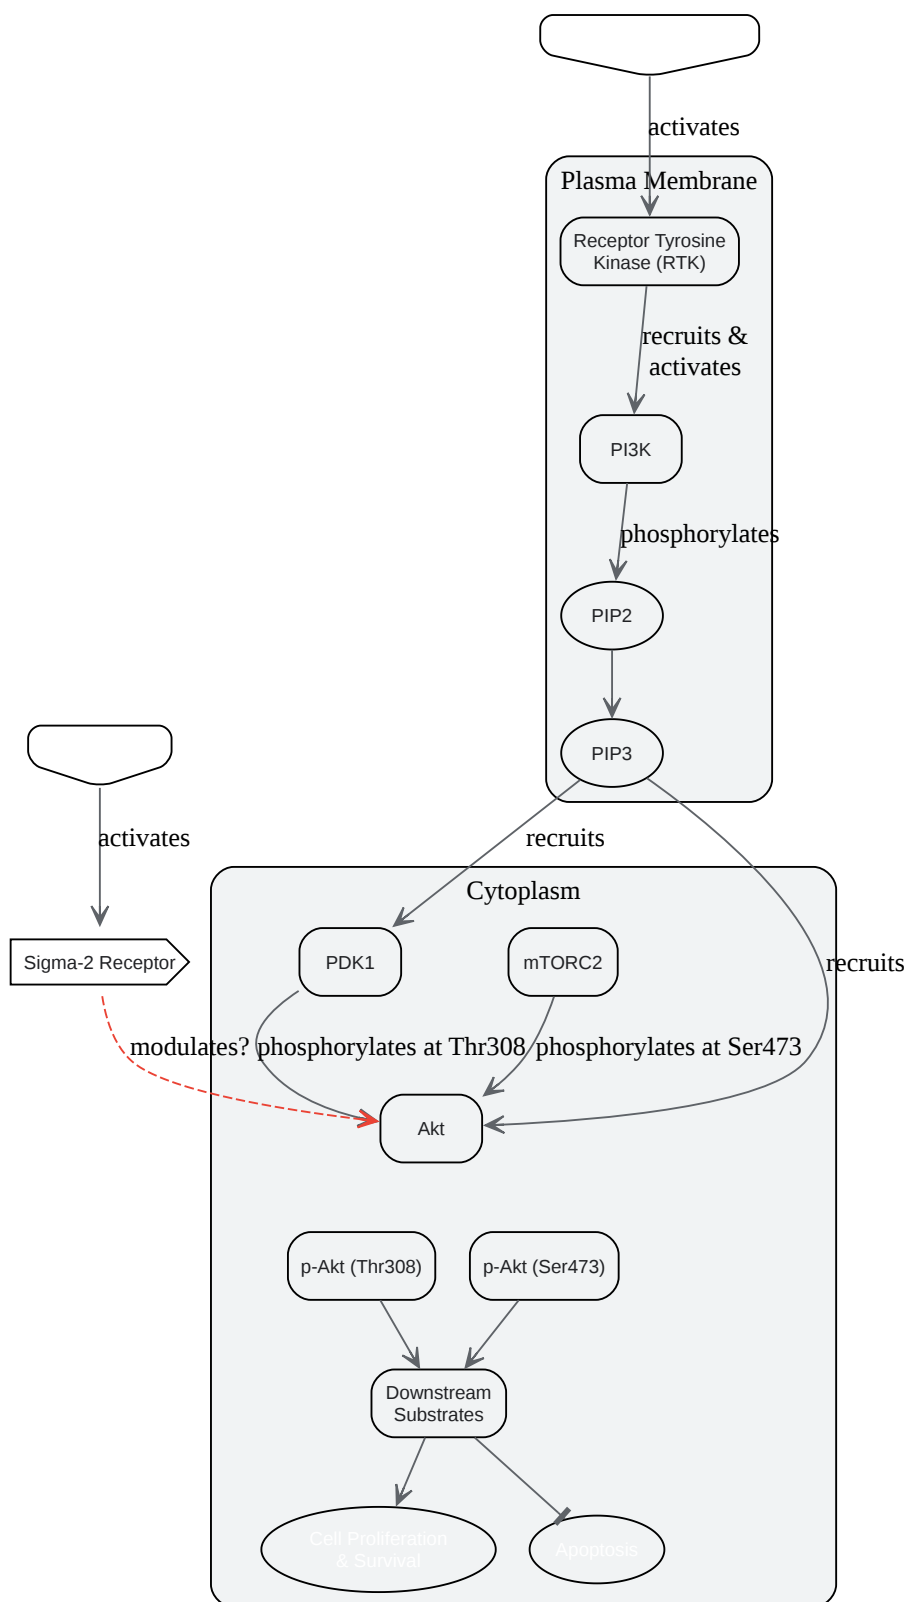 activates
Plasma Membrane
Receptor Tyrosine
Kinase (RTK)
recruits &
activates
PI3K
phosphorylates
PIP2
PIP3
activates
recruits
Cytoplasm
Sigma-2 Receptor
PDK1
mTORC2
recruits
modulates?
phosphorylates at Thr308
phosphorylates at Ser473
Akt
p-Akt (Thr308)
p-Akt (Ser473)
Downstream
Substrates
Cell Proliferation
& Survival
Apoptosis